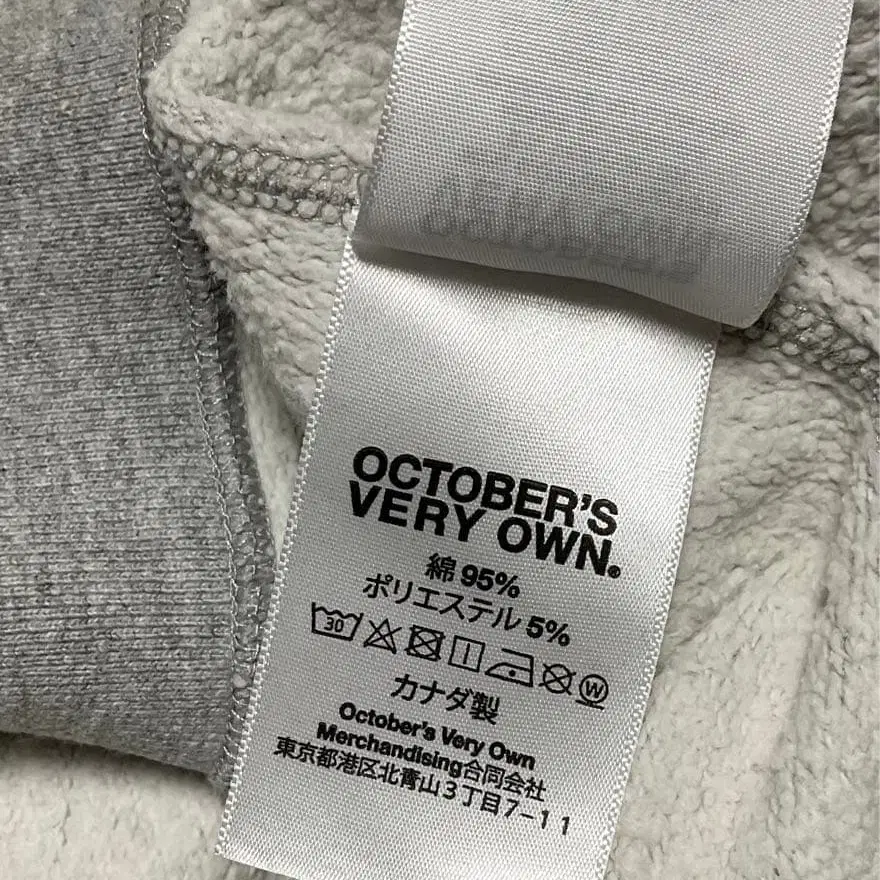 OCTOBER'S
VERY OWN.®
綿 95%
ポリエステル 5%
30
W
カナダ製
October's Very Own
Merchandising合同会社
東京都港区北青山3丁目7-11